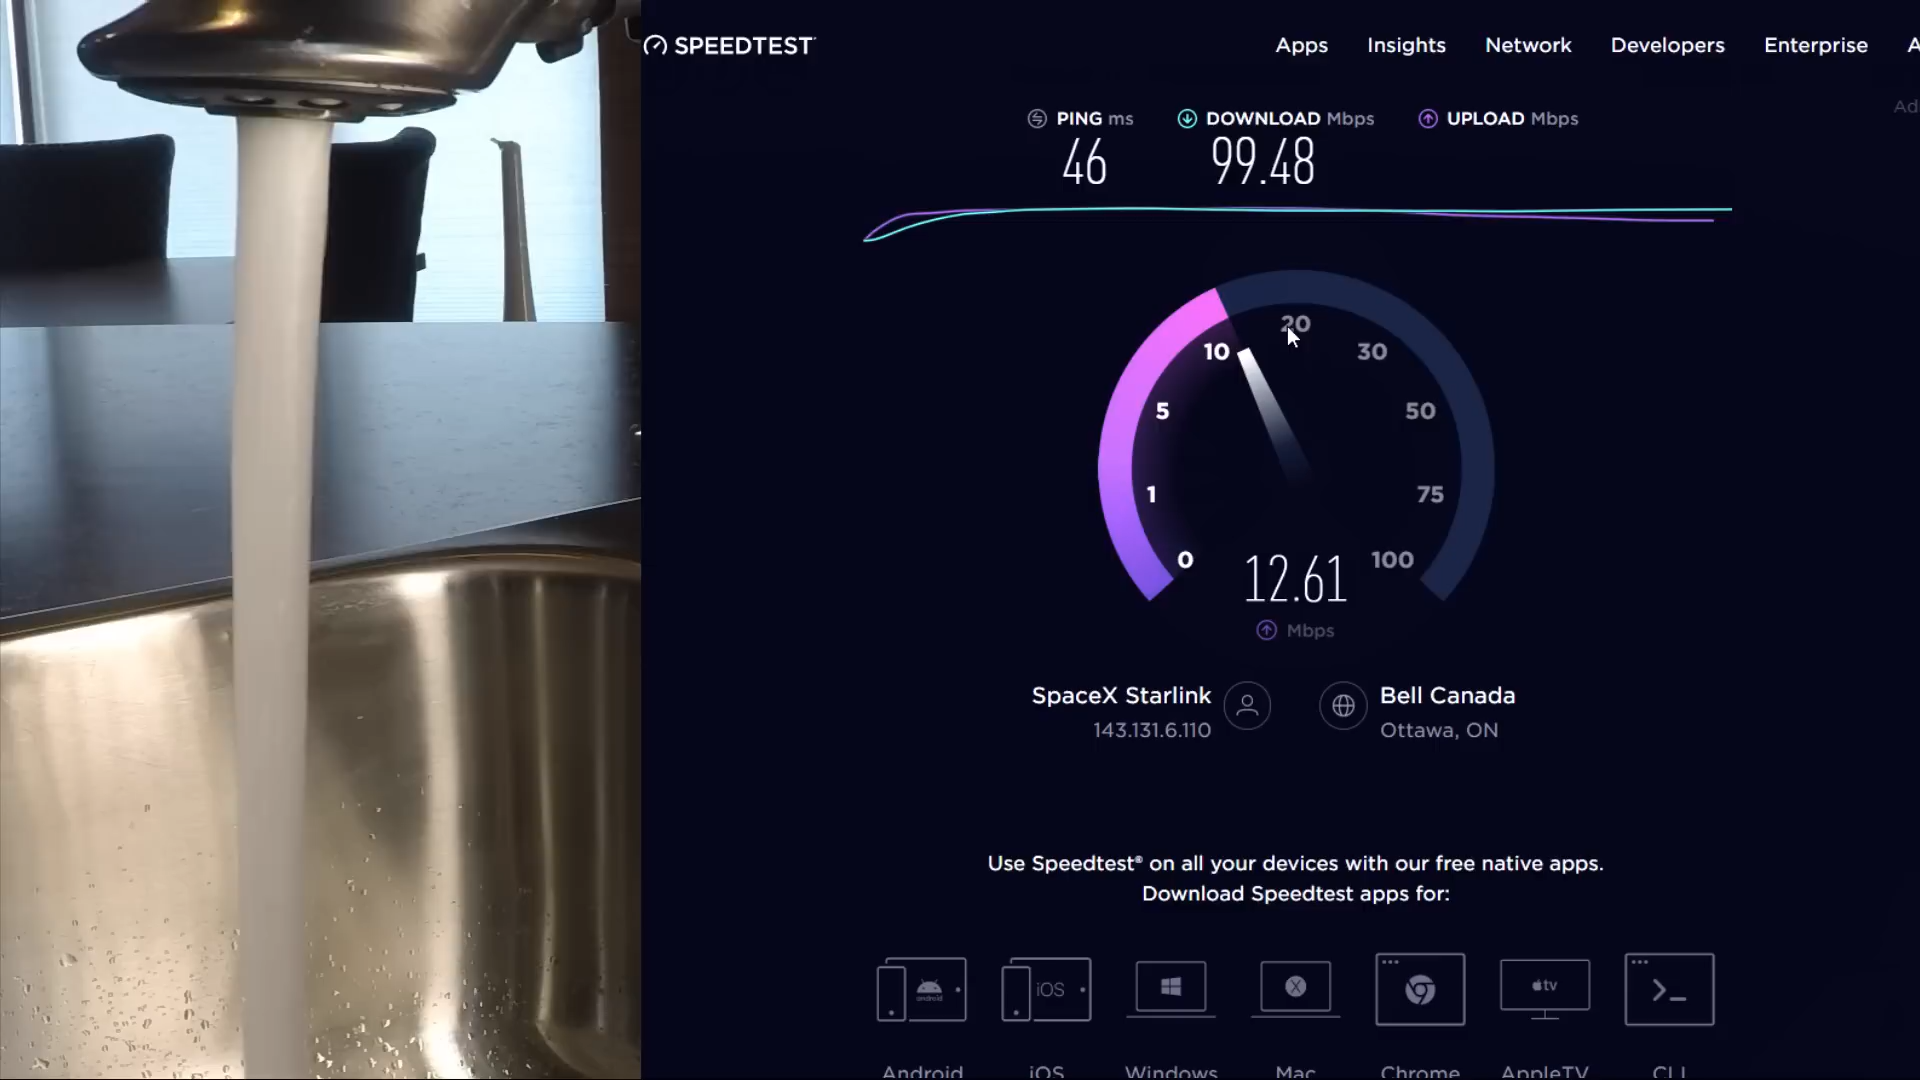 SPEEDTEST
Apps Insights Network Developers Enterprise A
Ad
PING ms DOWNLOAD Mbps UPLOAD Mbps
46 99.48
20
10 30
5 50
1 75
0 100
12.61
Mbps
SpaceX Starlink
143.131.6.110
Bell Canada
Ottawa, ON
Use Speedtest® on all your devices with our free native apps.
Download Speedtest apps for:
android iOS X tv
Android iOS Windows Mac Chrome AppleTV CLI